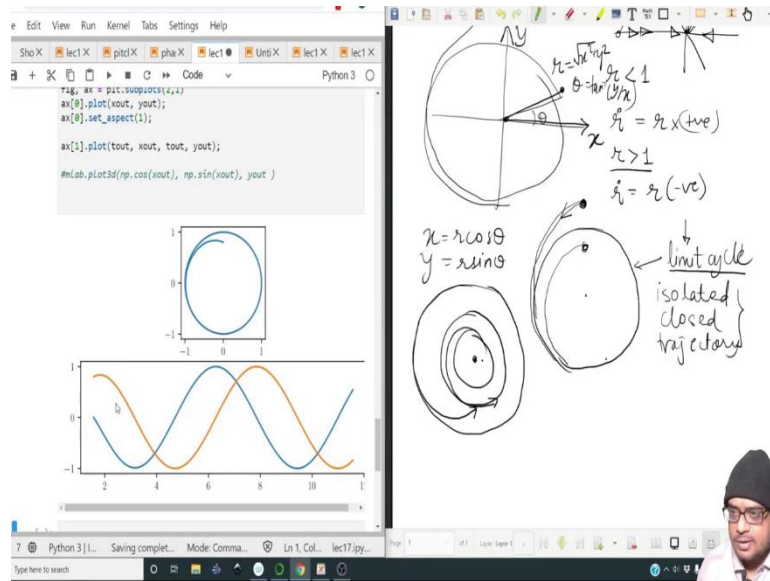 e Edit View Run Kernel Tabs Settings Help
Sho X lec1 X pitcl X pha X lec1 Unti X lec1 X lec1 X
Code Python 3
fig, ax = plt.subplots(2,1)
ax[0].plot(xout, yout);
ax[0].set_aspect(1);
ax[1].plot(tout, xout, tout, yout);
#mlab.plot3d(np.cos(xout), np.sin(xout), yout )
1
0
-1
-1 0 1
1
0
-1
2 4 6 8 10 1
7 Python 3 | I... Saving complet... Mode: Comma... Ln 1, Col... lec17.ipy...
Type here to search
y
r=√x²+y²
θ=tan⁻¹(y/x)
θ
x
r<1
ṙ = r x(+ve)
r>1
ṙ = r(-ve)
x=rcosθ
y=rsinθ
limit cycle
isolated
closed
trajectory
Page 1 of 1 Layer Layer 1